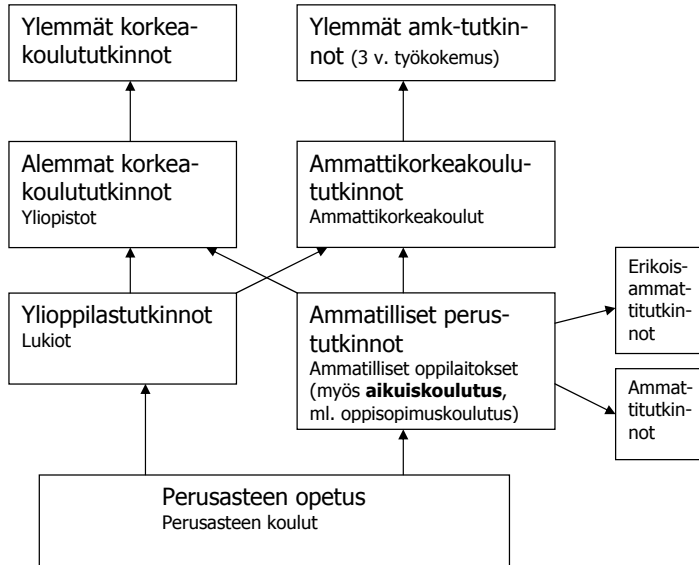 Ylemmät korkea-
koulututkinnot
Ylemmät amk-tutkin-
not (3 v. työkokemus)
Alemmat korkea-
koulututkinnot
Yliopistot
Ammattikorkeakoulu-
tutkinnot
Ammattikorkeakoulut
Ylioppilastutkinnot
Lukiot
Ammatilliset perus-
tutkinnot
Ammatilliset oppilaitokset
(myös aikuiskoulutus,
ml. oppisopimuskoulutus)
Erikois-
ammat-
titutkin-
not
Ammat-
titutkin-
not
Perusasteen opetus
Perusasteen koulut